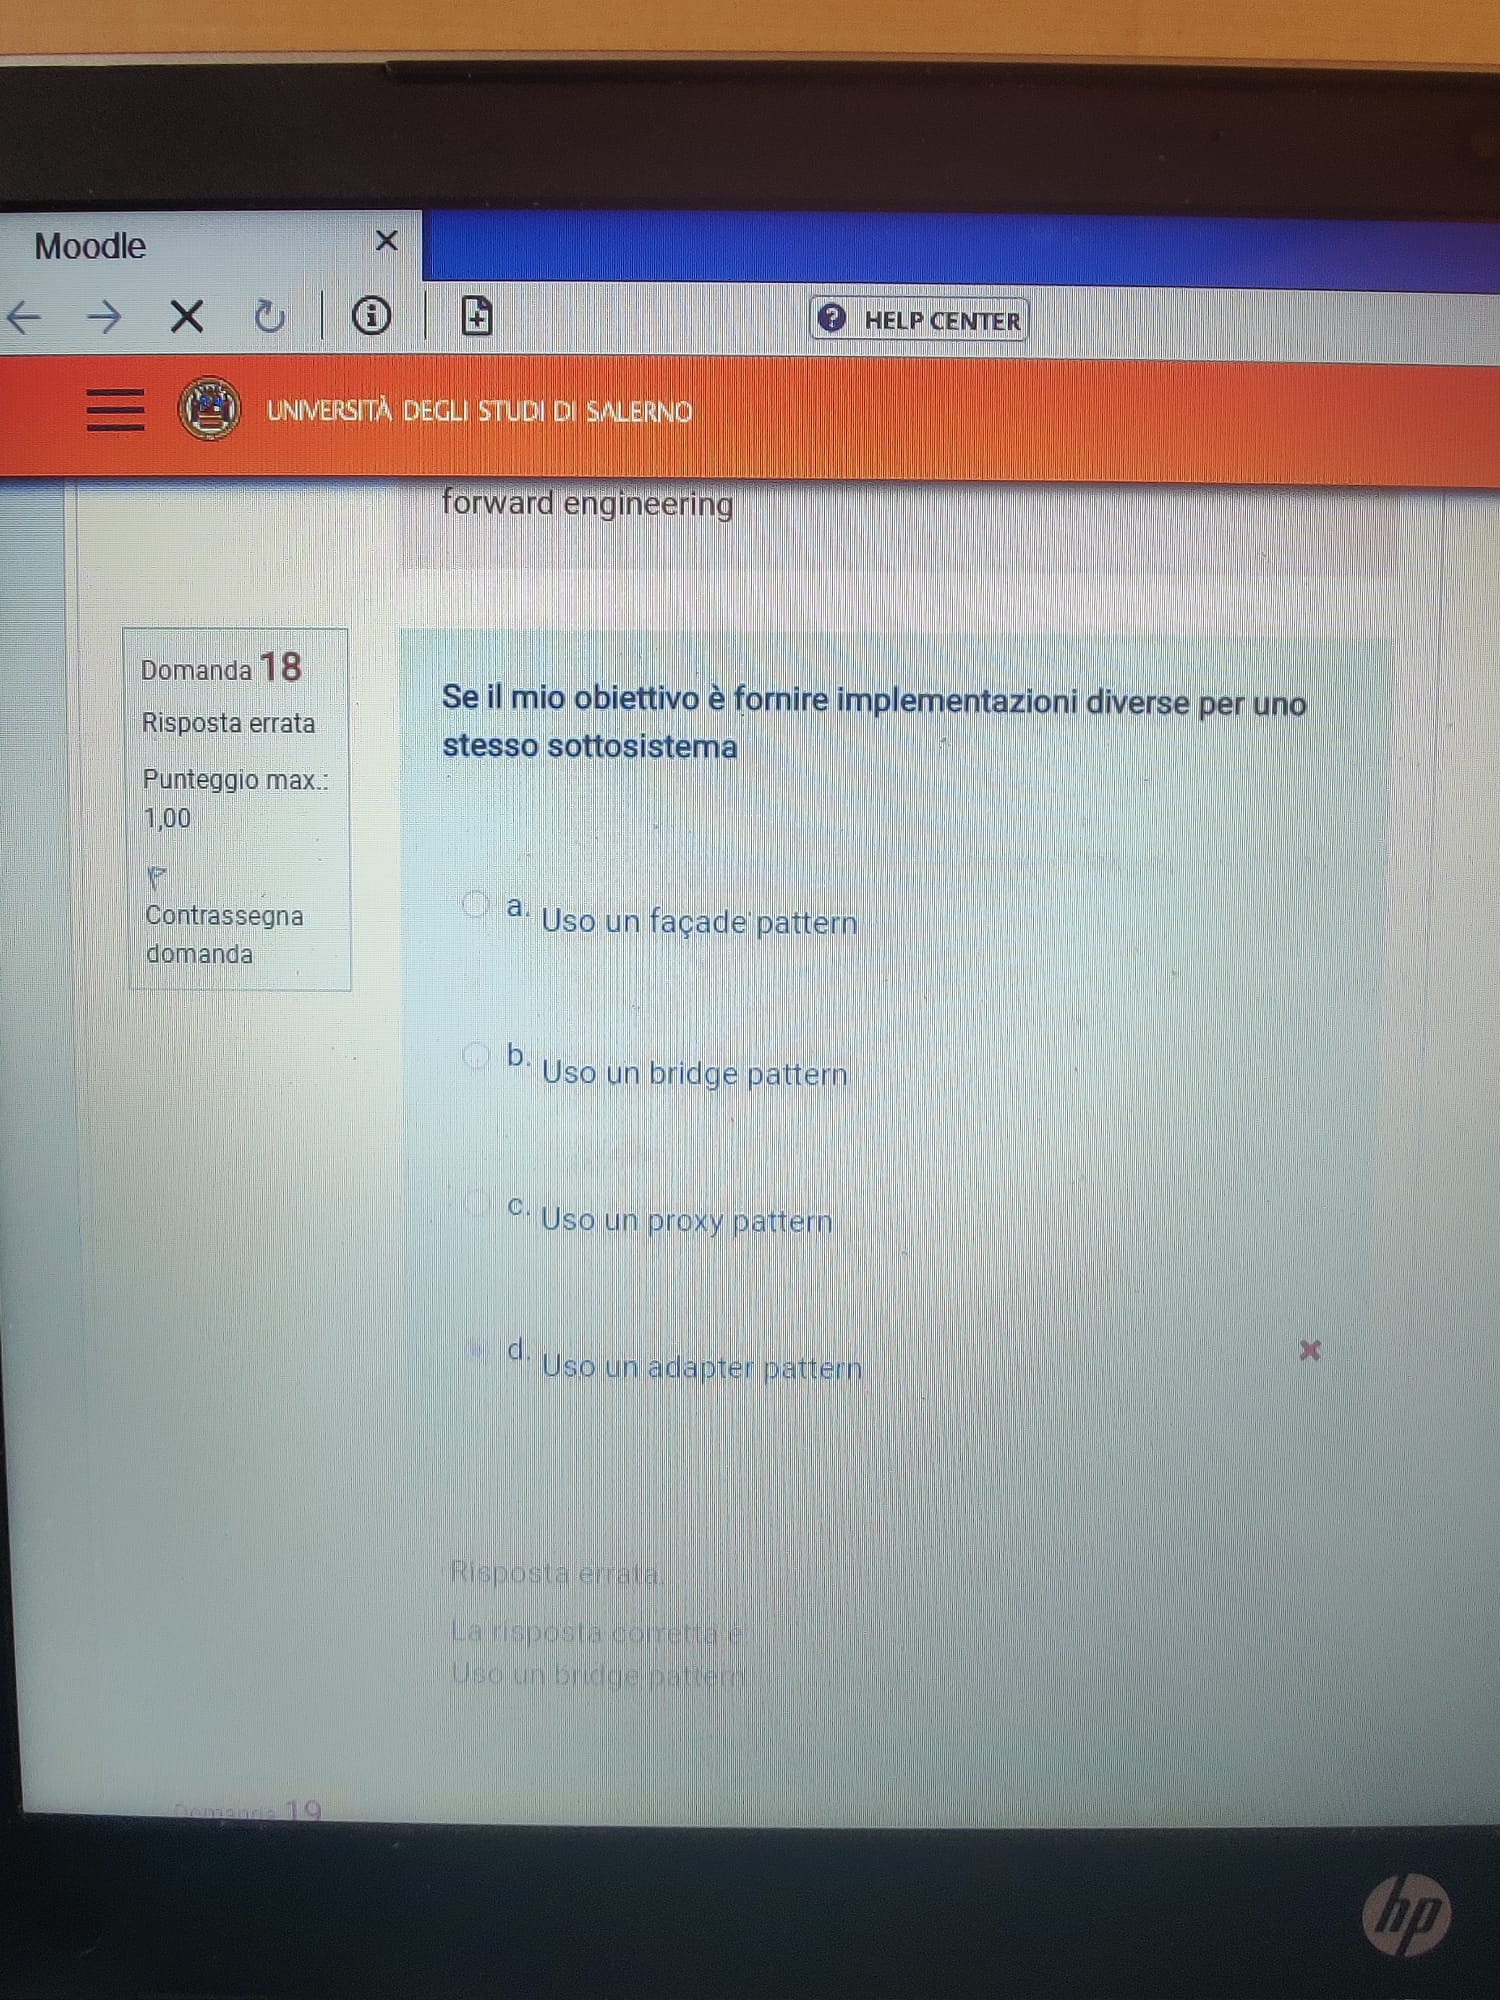 Moodle
HELP CENTER
UNIVERSITÀ DEGLI STUDI DI SALERNO
forward engineering
Domanda 18
Risposta errata
Punteggio max.:
1,00
Contrassegna
domanda
Se il mio obiettivo è fornire implementazioni diverse per uno
stesso sottosistema
a. Uso un façade pattern
b. Uso un bridge pattern
c. Uso un proxy pattern
d. Uso un adapter pattern
Risposta errata.
La risposta corretta è:
Uso un bridge pattern
Domanda 19
hp